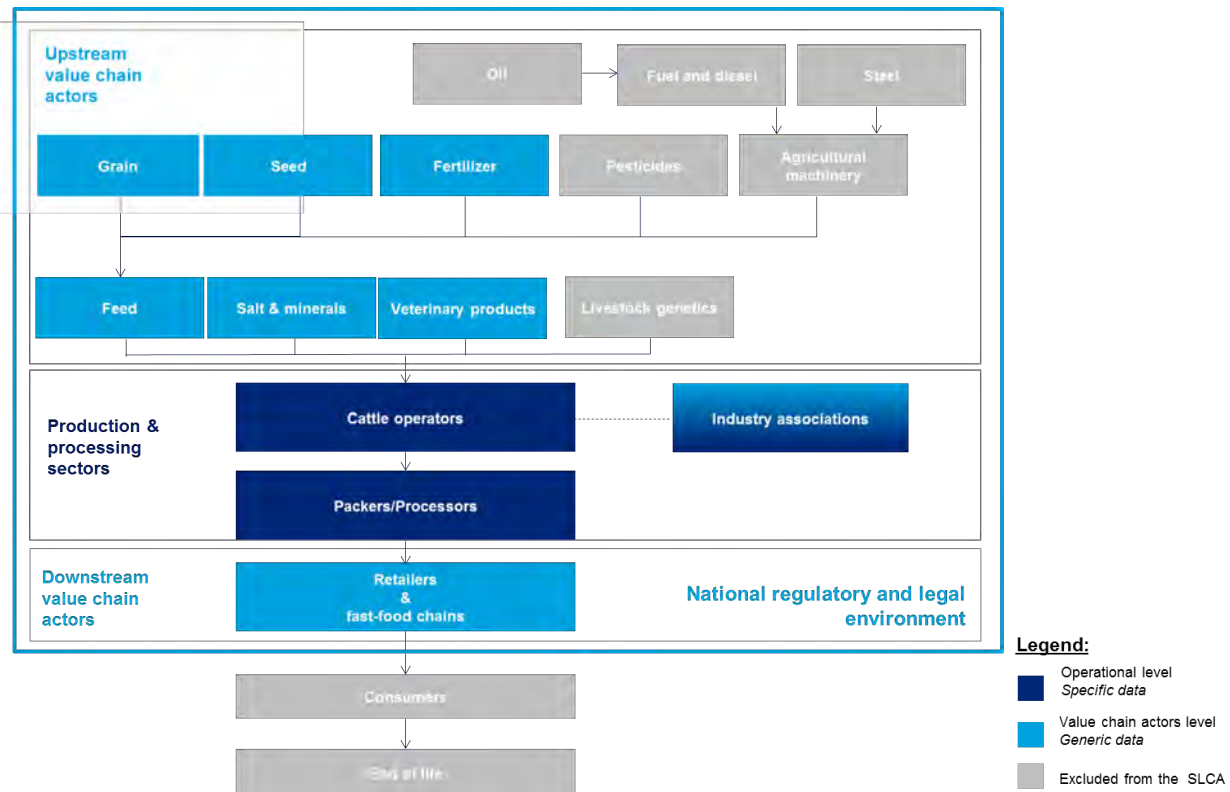 Upstream
value chain
actors
Oil
Fuel and diesel
Steel
Grain
Seed
Fertilizer
Pesticides
Agricultural
machinery
Feed
Salt & minerals
Veterinary products
Livestock genetics
Production &
processing
sectors
Cattle operators
Industry associations
Packers/Processors
Downstream
value chain
actors
Retailers
&
fast-food chains
National regulatory and legal
environment
Consumers
End of life
Legend:
Operational level
Specific data
Value chain actors level
Generic data
Excluded from the SLCA